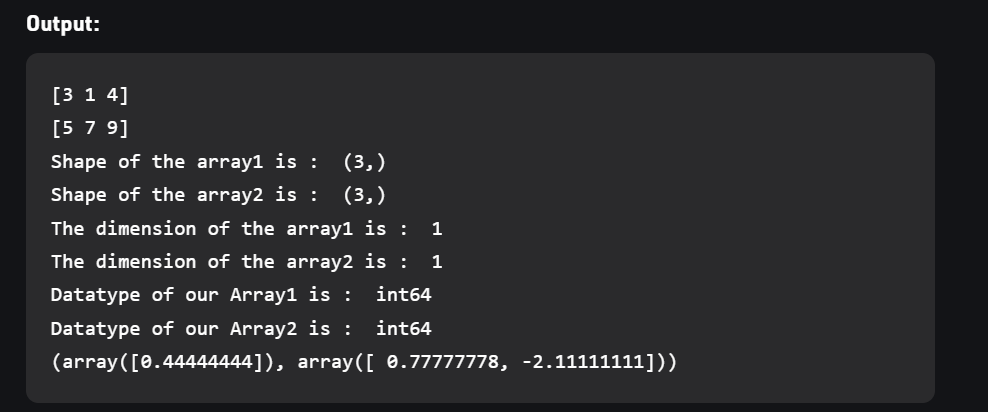 Output:
[3 1 4]
[5 7 9]
Shape of the array1 is :  (3,)
Shape of the array2 is :  (3,)
The dimension of the array1 is :  1
The dimension of the array2 is :  1
Datatype of our Array1 is :  int64
Datatype of our Array2 is :  int64
(array([0.44444444]), array([ 0.77777778, -2.11111111]))